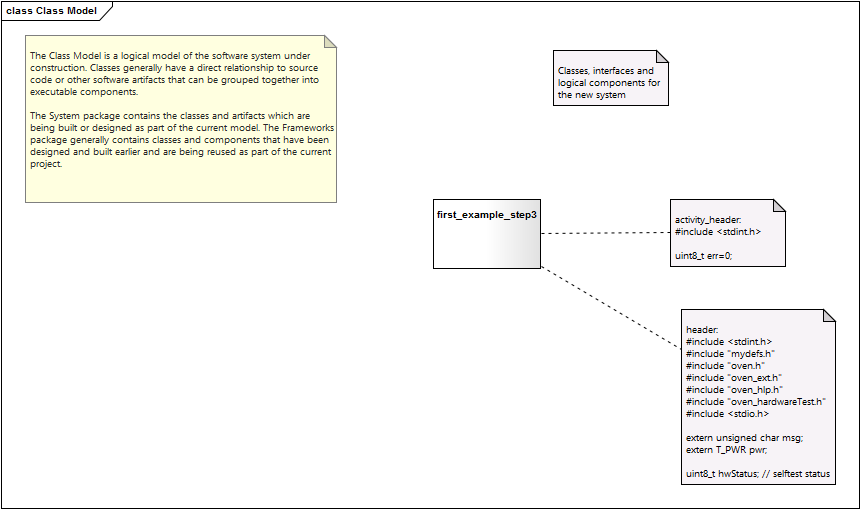 class Class Model
The Class Model is a logical model of the software system under
construction. Classes generally have a direct relationship to source
code or other software artifacts that can be grouped together into
executable components.
The System package contains the classes and artifacts which are
being built or designed as part of the current model. The Frameworks
package generally contains classes and components that have been
designed and built earlier and are being reused as part of the current
project.
Classes, interfaces and
logical components for
the new system
first_example_step3
activity_header:
#include <stdint.h>
uint8_t err=0;
header:
#include <stdint.h>
#include "mydefs.h"
#include "oven.h"
#include "oven_ext.h"
#include "oven_hlp.h"
#include "oven_hardwareTest.h"
#include <stdio.h>
extern unsigned char msg;
extern T_PWR pwr;
uint8_t hwStatus; // selftest status